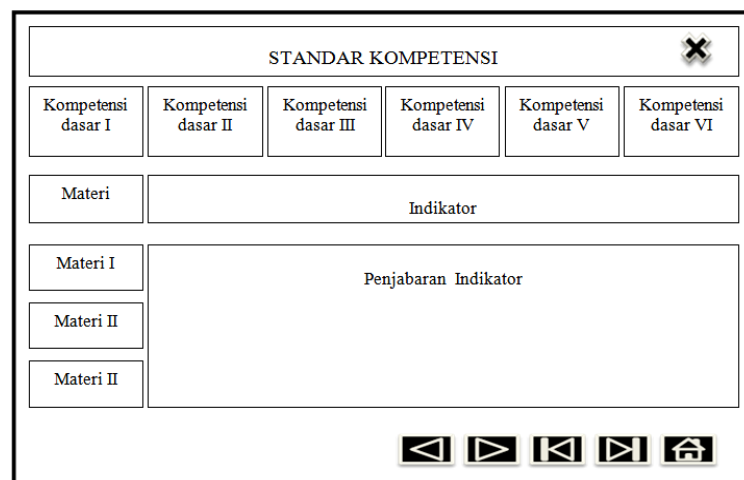 STANDAR KOMPETENSI
Kompetensi
dasar I
Kompetensi
dasar II
Kompetensi
dasar III
Kompetensi
dasar IV
Kompetensi
dasar V
Kompetensi
dasar VI
Materi
Indikator
Materi I
Penjabaran Indikator
Materi II
Materi II